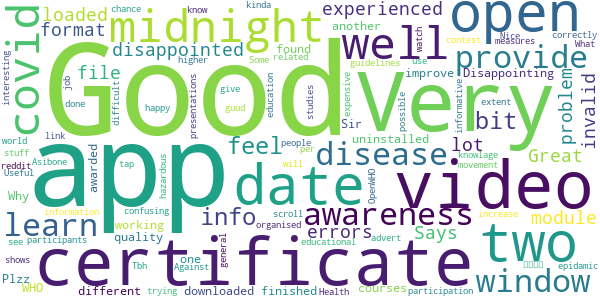 Good
very
app
certificate
video
two
open
midnight
well
date
learn
awareness
disease
provide
window
covid
feel
info
bit
experienced
disappointed
loaded
format
file
errors
Says
lot
Great
module
problem
invalid
Disappointing
improve
uninstalled
Sir
another
found
Some
related
higher
chance
know
kinda
Nice
measures
What
correctly
watch
contest
guidelines
use
possible
expensive
informative
extent
knowlage
movement
OpenWHO
people
studies
education
give
guud
happy
presentations
difficult
done
job
interesting
link
world
stuff
reddit
Useful
Why
Asibone
awarded
tap
hazardous
confusing
working
quality
information
see
participants
shows
Plzz
WHO
different
Tbh
Against
trying
downloaded
one
general
finished
organised
scroll
will
per
educational
advert
Health
courses
participation
increase
epidamic